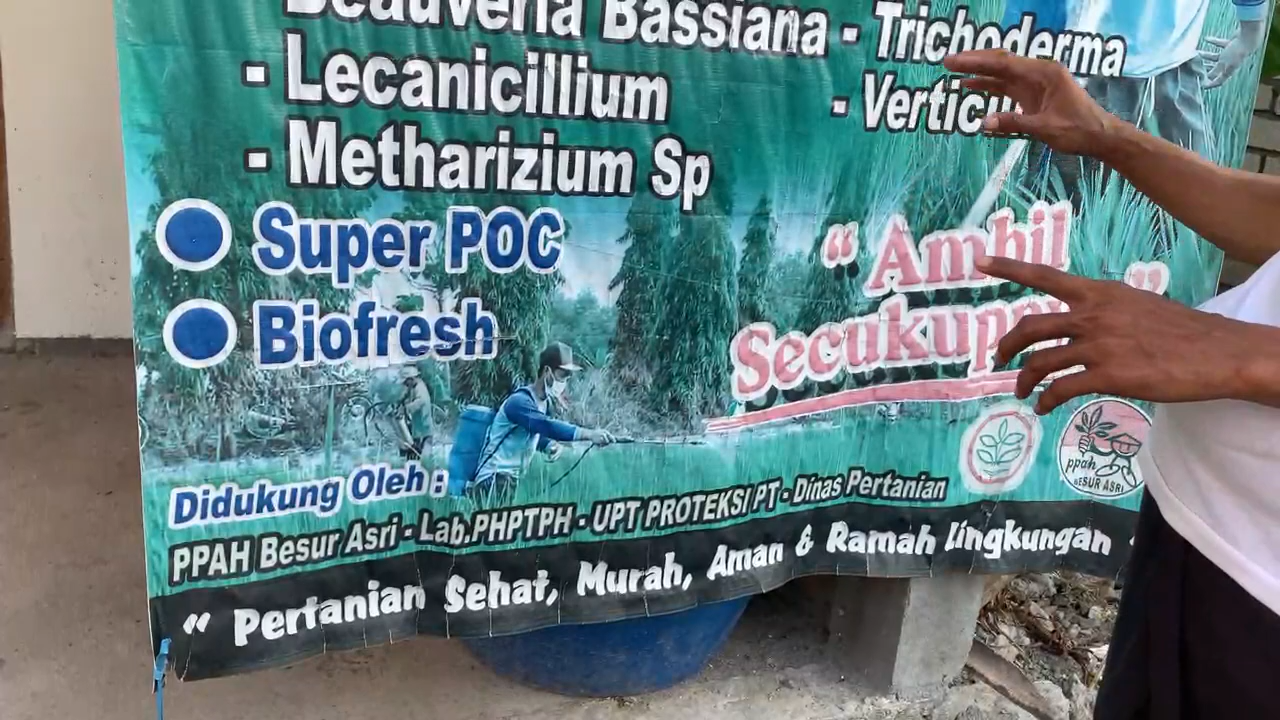 Beauveria Bassiana - Trichoderma
- Lecanicillium
- Metharizium Sp
Super POC
Biofresh
“ Ambil
”
Didukung Oleh :
PPAH Besur Asri - Lab.PHPTPH - UPT PROTEKSI PT - Dinas Pertanian
“ Pertanian Sehat, Murah, Aman & Ramah lingkungan
ppah
BESUR ASRI